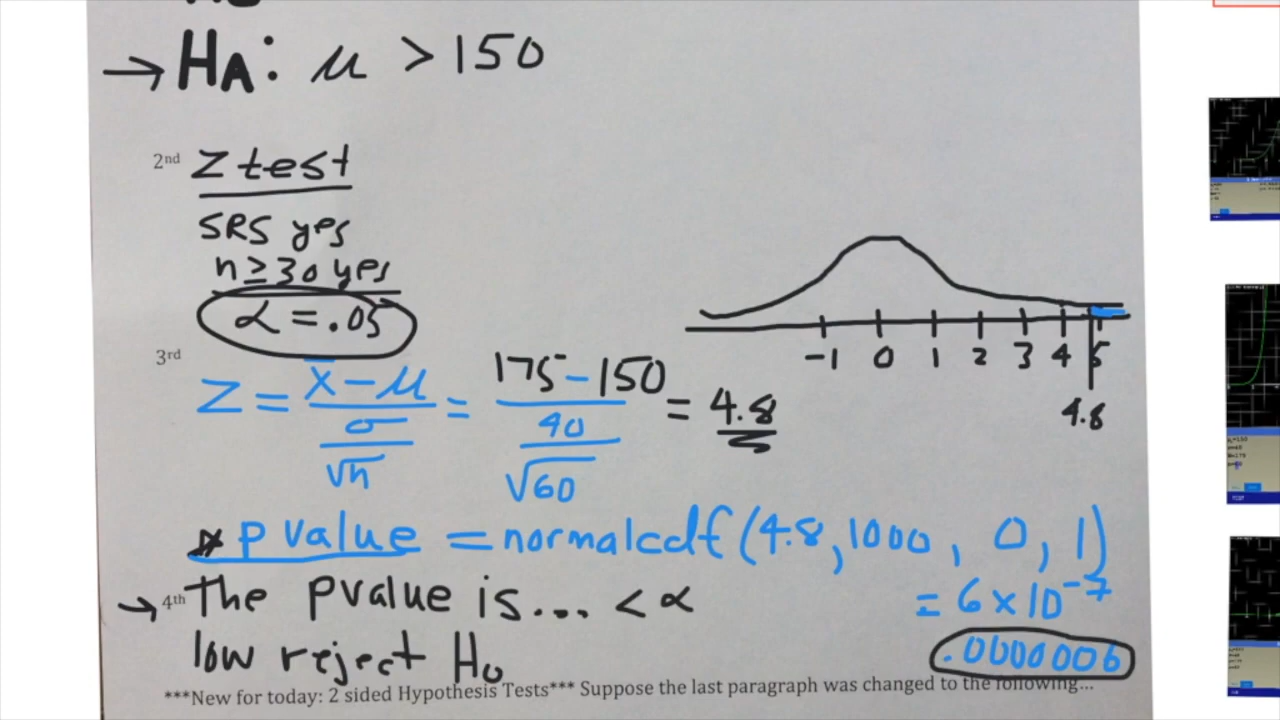 → HA: μ > 150
2nd Z test
SRS yes
n ≥ 30 yes
α = .05
3rd
Z = x̄ - μ / σ / √n = 175 - 150 / 40 / √60 = 4.8
-1 0 1 2 3 4 5
4.8
* p value = normalcdf (4.8, 1000, 0, 1)
= 6 x 10⁻⁷
.0000006
→ 4th The pvalue is... < α
low reject H₀
***New for today: 2 sided Hypothesis Tests*** Suppose the last paragraph was changed to the following...